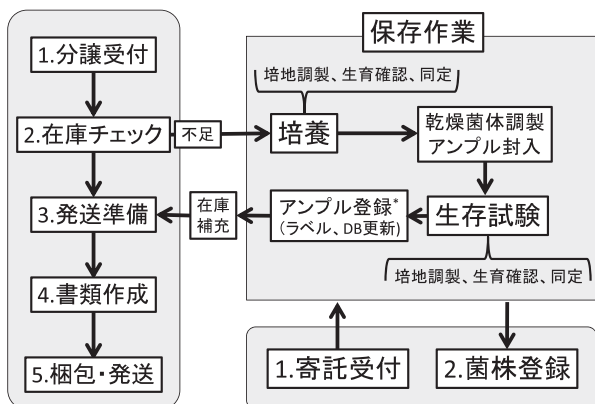 1.分譲受付
2.在庫チェック
3.発送準備
4.書類作成
5.梱包・発送
不足
在庫
補充
保存作業
培地調製、生育確認、同定
培養
乾燥菌体調製
アンプル封入
アンプル登録*
(ラベル、DB更新)
生存試験
培地調製、生育確認、同定
1.寄託受付
2.菌株登録